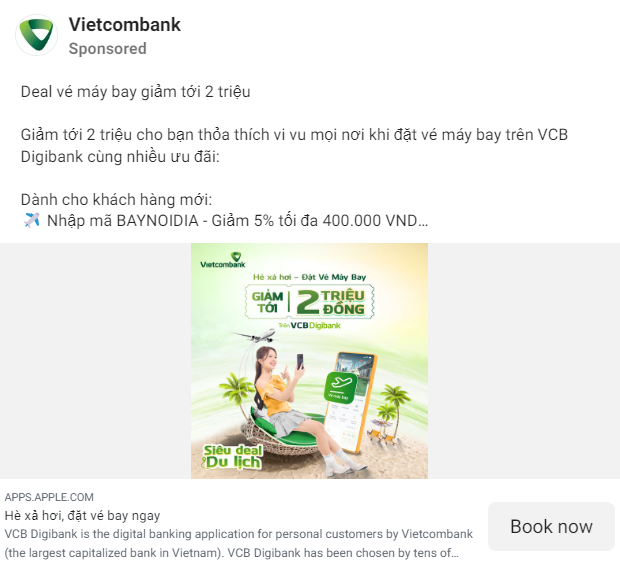 Vietcombank
Sponsored
Deal vé máy bay giảm tới 2 triệu
Giảm tới 2 triệu cho bạn thỏa thích vi vu mọi nơi khi đặt vé máy bay trên VCB
Digibank cùng nhiều ưu đãi:
Dành cho khách hàng mới:
✈️ Nhập mã BAYNOIDIA - Giảm 5% tối đa 400.000 VND...
Vietcombank
Hè xả hơi - Đặt Vé Máy Bay
GIẢM TỚI 2 TRIỆU ĐỒNG
Trên VCB Digibank
Vé máy bay
Siêu deal
Du lịch
APPS.APPLE.COM
Hè xả hơi, đặt vé bay ngay
VCB Digibank is the digital banking application for personal customers by Vietcombank
(the largest capitalized bank in Vietnam). VCB Digibank has been chosen by tens of...
Book now